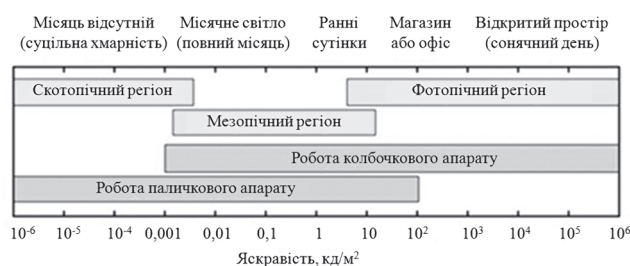 Місяць відсутній Місячне світло Ранні Магазин Відкритий простір
(суцільна хмарність) (повний місяць) сутінки або офіс (сонячний день)
Скотопічний регіон Фотопічний регіон
Мезопічний регіон
Робота колбочкового апарату
Робота паличкового апарату
10⁻⁶ 10⁻⁵ 10⁻⁴ 0,001 0,01 0,1 1 10 10² 10³ 10⁴ 10⁵ 10⁶
Яскравість, кд/м²